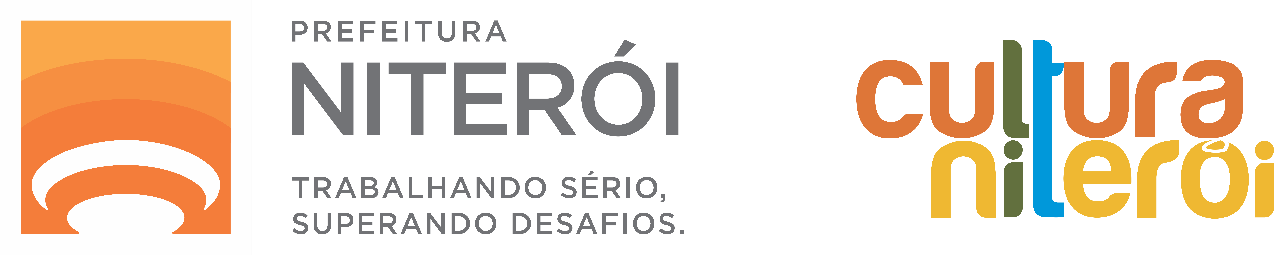 PREFEITURA
NITERÓI
TRABALHANDO SÉRIO,
SUPERANDO DESAFIOS.
cultura
niterói